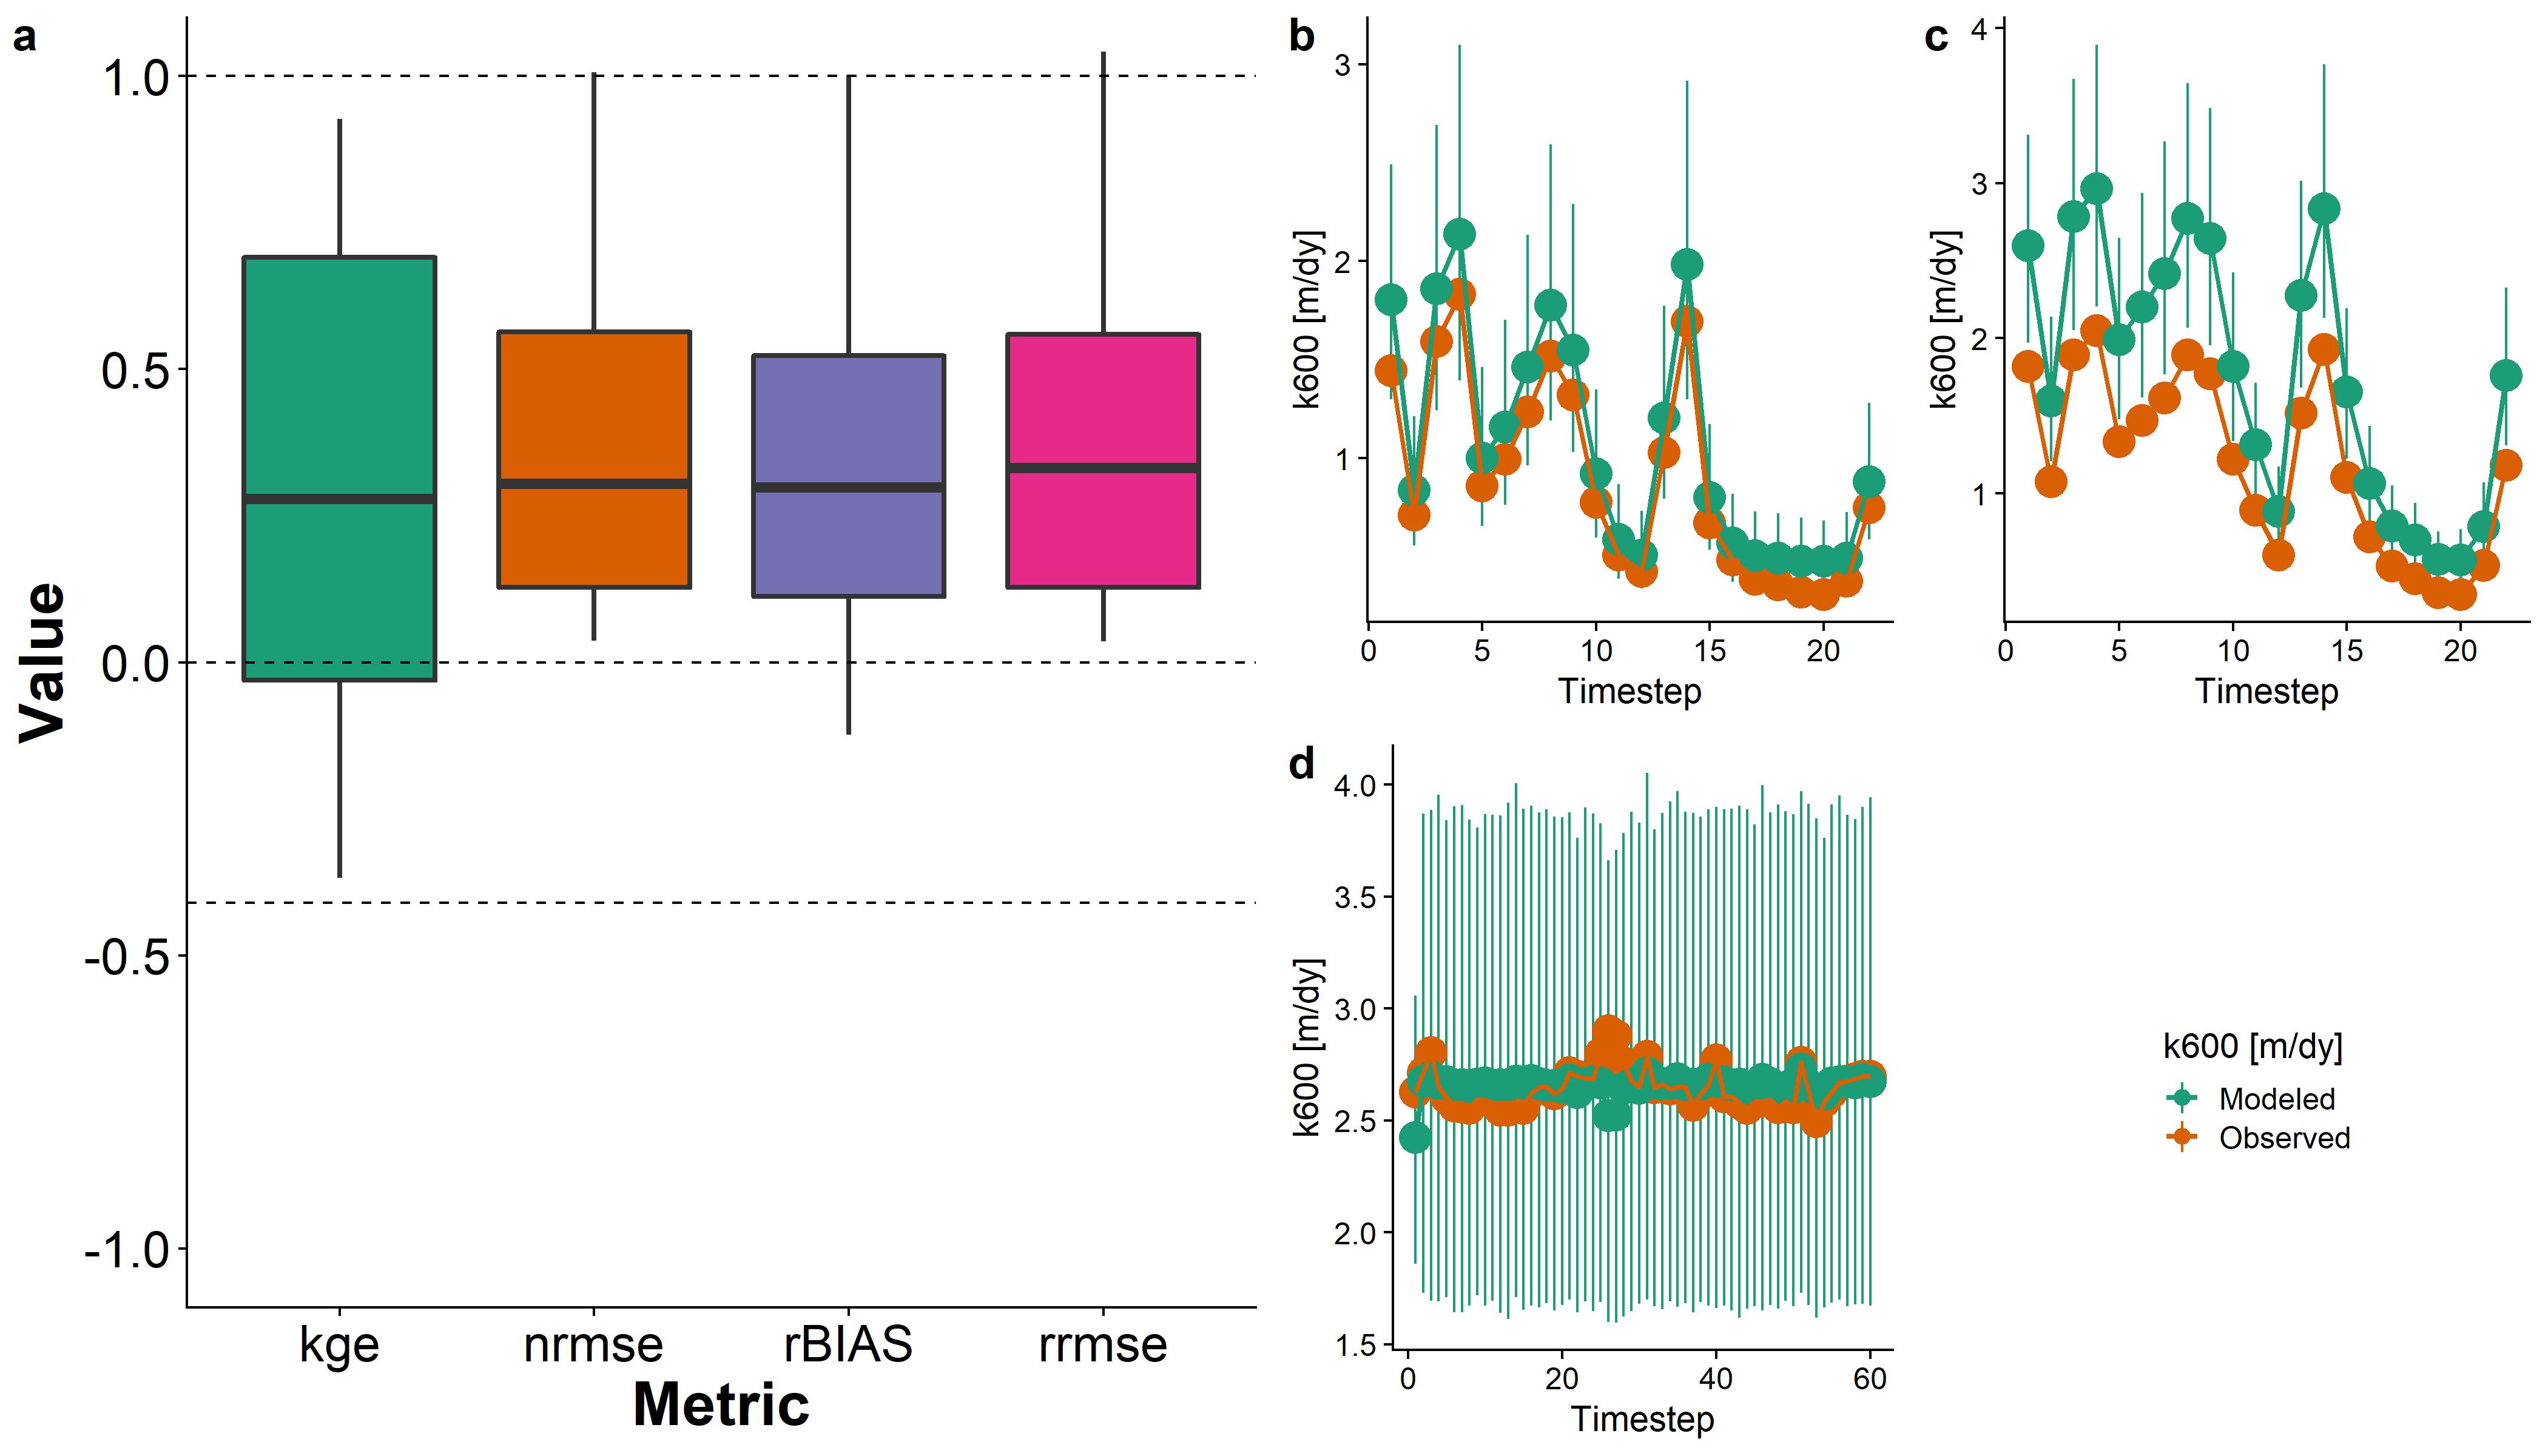 a
Value
1.0
0.5
0.0
-0.5
-1.0
kge nrmse rBIAS rrmse
Metric
b
k600 [m/dy]
3
2
1
0 5 10 15 20
Timestep
c
k600 [m/dy]
4
3
2
1
0 5 10 15 20
Timestep
d
k600 [m/dy]
4.0
3.5
3.0
2.5
2.0
1.5
0 20 40 60
Timestep
k600 [m/dy]
Modeled
Observed